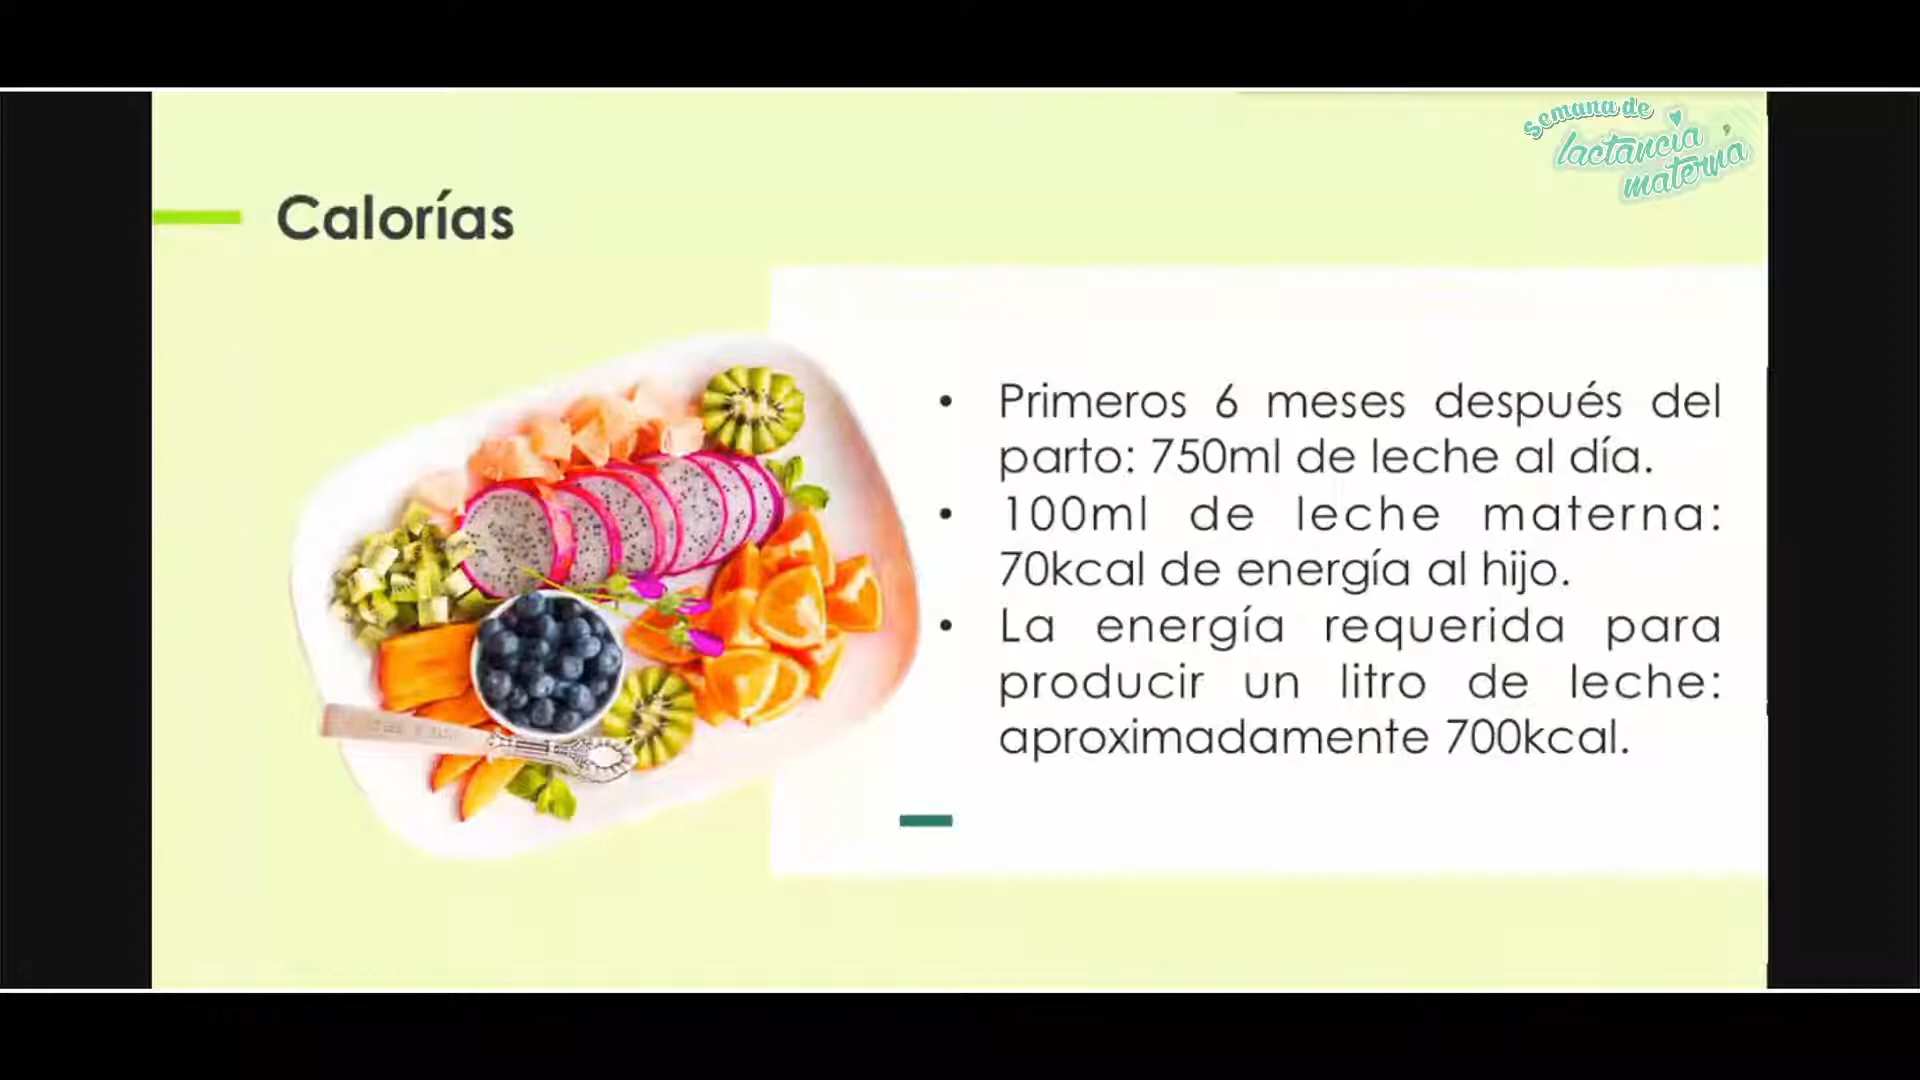 semana de
lactancia
materna
Calorías
• Primeros 6 meses después del
parto: 750ml de leche al día.
• 100ml de leche materna:
70kcal de energía al hijo.
• La energía requerida para
producir un litro de leche:
aproximadamente 700kcal.